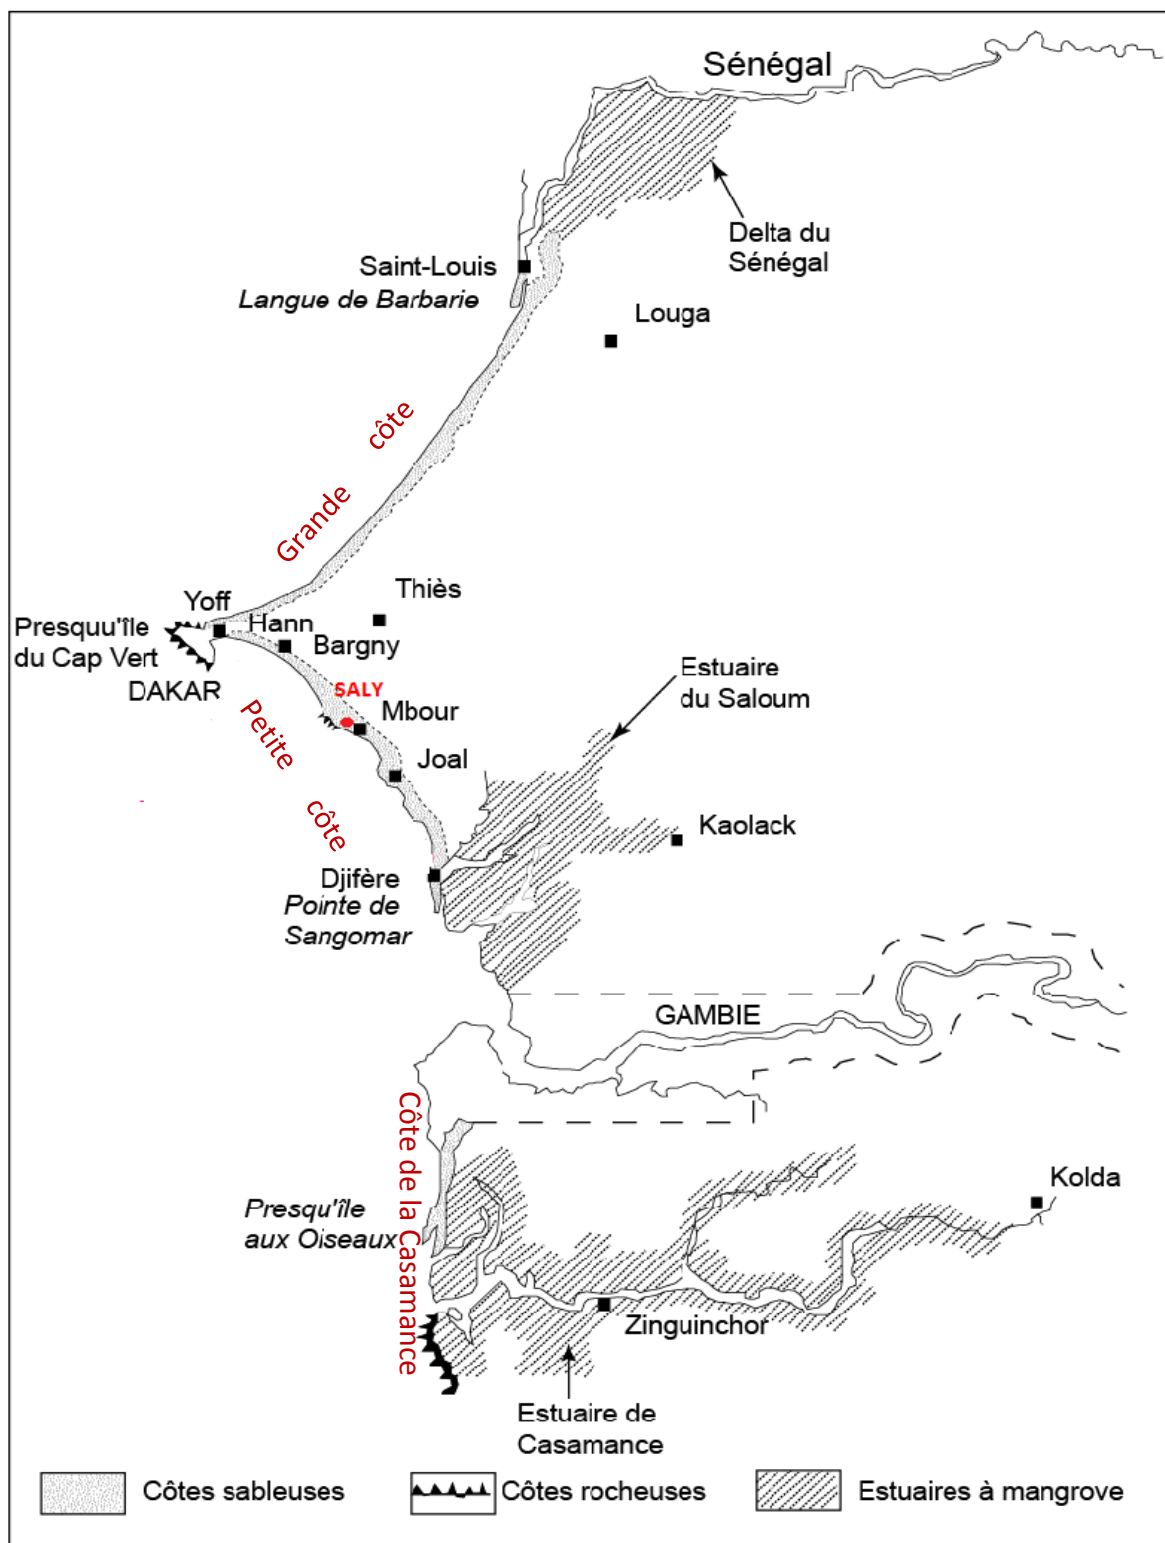 Sénégal
Delta du
Sénégal
Saint-Louis
Langue de Barbarie
Louga
Grande côte
Thiès
Yoff
Hann
Presquu'île
du Cap Vert
Bargny
DAKAR
SALY
Mbour
Petite côte
Joal
Estuaire
du Saloum
Kaolack
Djifère
Pointe de
Sangomar
GAMBIE
Côte de la Casamance
Presqu'île
aux Oiseaux
Kolda
Zinguinchor
Estuaire de
Casamance
Côtes sableuses
Côtes rocheuses
Estuaires à mangrove